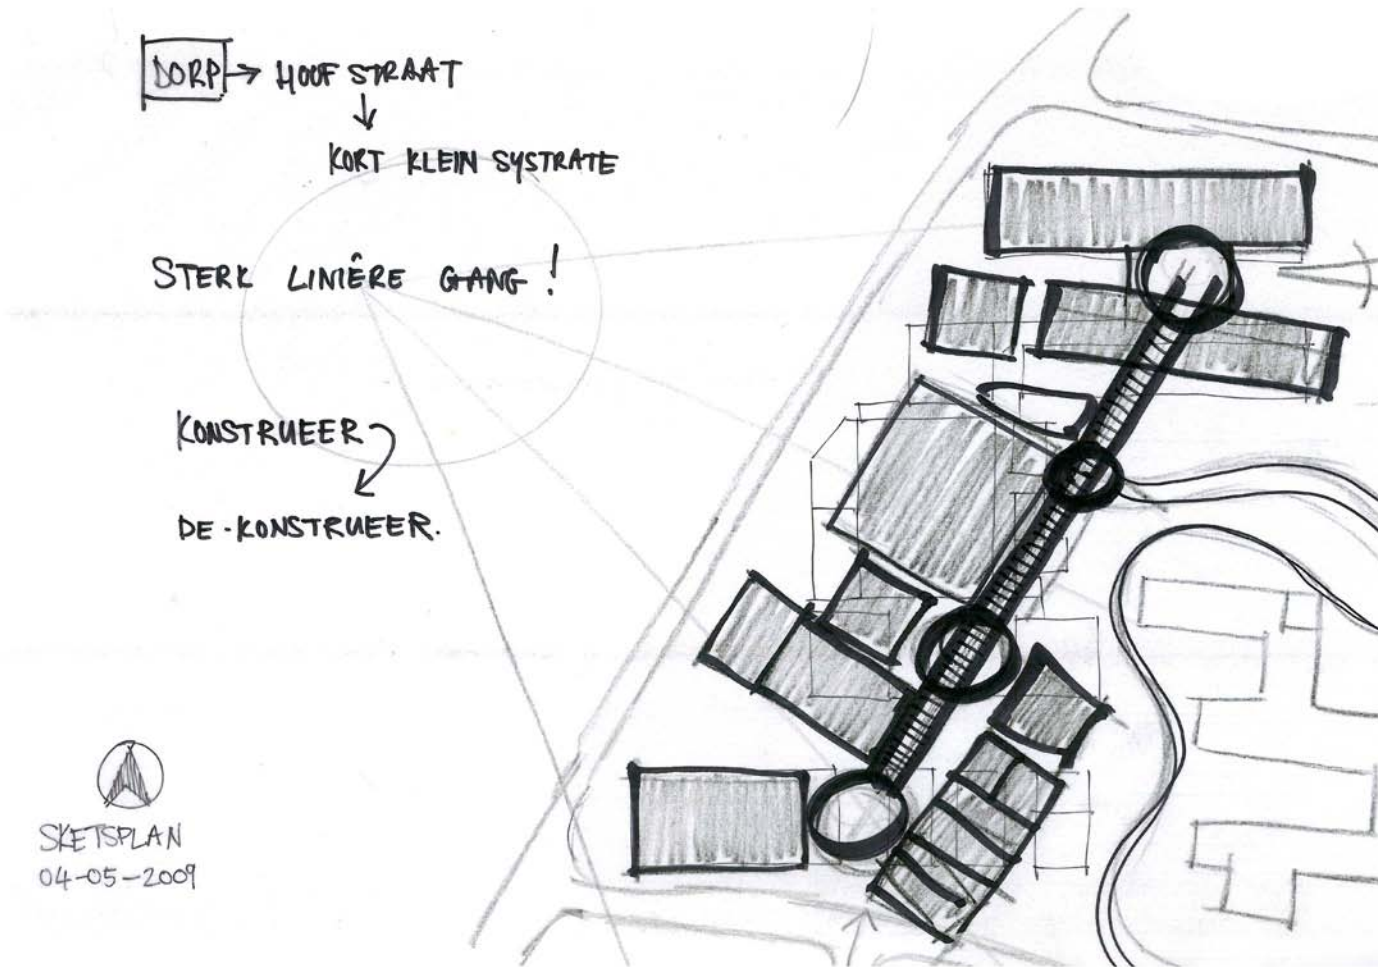 DORP → HOOF STRAAT
↓
KORT KLEIN SYSTRATE
STERK LINIÊRE GANG!
KONSTRUEER
DE-KONSTRUEER.
SKETSPLAN
04-05-2009